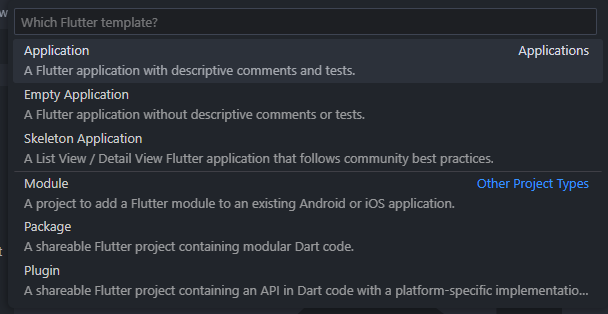 Which Flutter template?
Application Applications
A Flutter application with descriptive comments and tests.
Empty Application
A Flutter application without descriptive comments or tests.
Skeleton Application
A List View / Detail View Flutter application that follows community best practices.
Module Other Project Types
A project to add a Flutter module to an existing Android or iOS application.
Package
A shareable Flutter project containing modular Dart code.
Plugin
A shareable Flutter project containing an API in Dart code with a platform-specific implementatio...